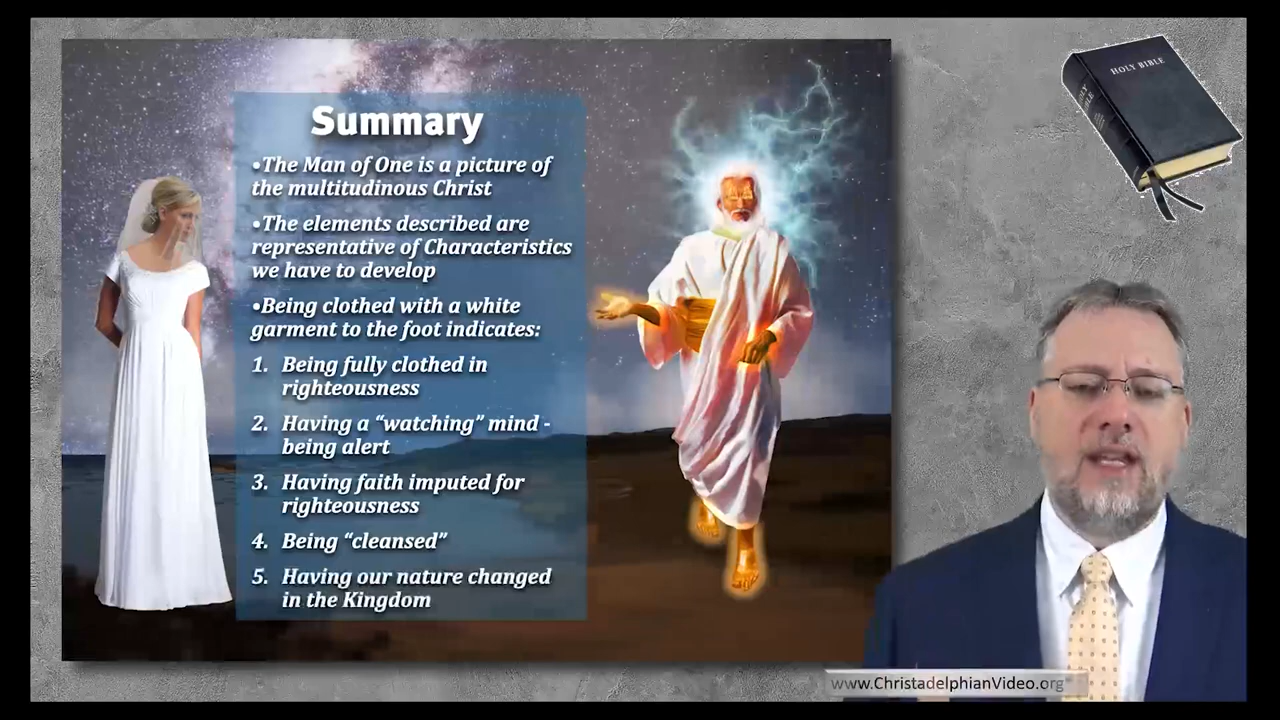 Summary
•The Man of One is a picture of
the multitudinous Christ
•The elements described are
representative of Characteristics
we have to develop
•Being clothed with a white
garment to the foot indicates:
1. Being fully clothed in
righteousness
2. Having a “watching” mind -
being alert
3. Having faith imputed for
righteousness
4. Being “cleansed”
5. Having our nature changed
in the Kingdom
HOLY BIBLE
www.ChristadelphianVideo.org